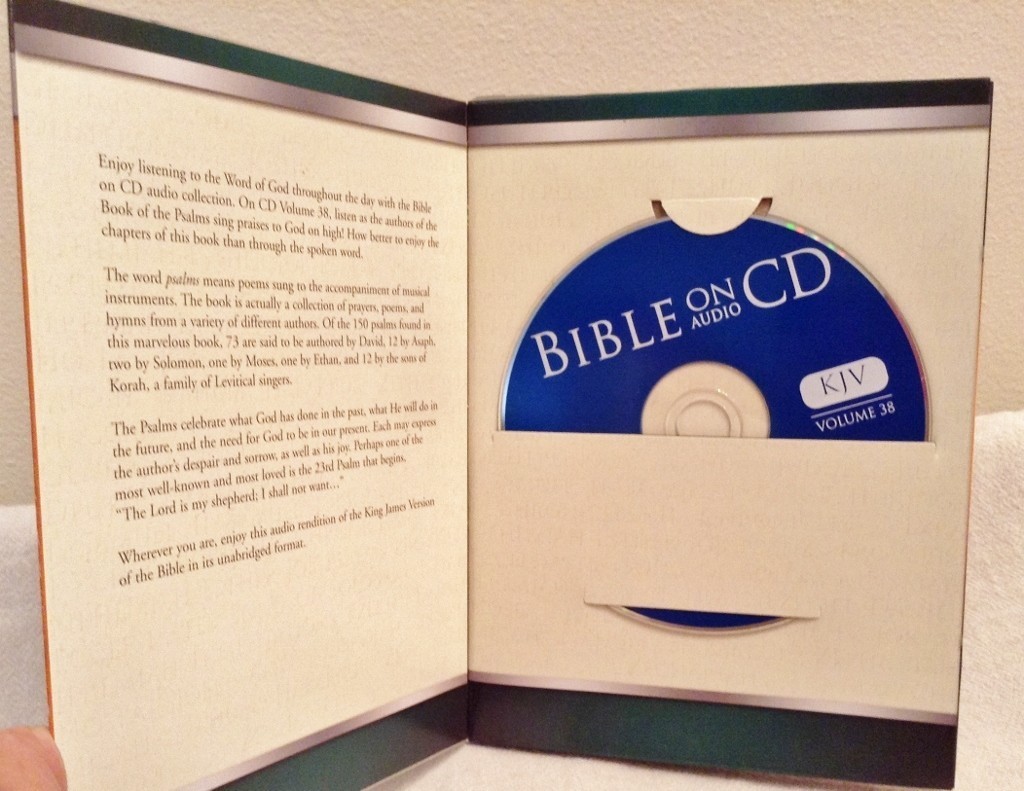 Enjoy listening to the Word of God throughout the day with the Bible
on CD audio collection. On CD Volume 38, listen as the authors of the
Book of the Psalms sing praises to God on high! How better to enjoy the
chapters of this book than through the spoken word.
The word psalms means poems sung to the accompaniment of musical
instruments. The book is actually a collection of prayers, poems, and
hymns from a variety of different authors. Of the 150 psalms found in
this marvelous book, 73 are said to be authored by David, 12 by Asaph,
two by Solomon, one by Moses, one by Ethan, and 12 by the sons of
Korah, a family of Levitical singers.
The Psalms celebrate what God has done in the past, what He will do in
the future, and the need for God to be in our present. Each may express
the author's despair and sorrow, as well as his joy. Perhaps one of the
most well-known and most loved is the 23rd Psalm that begins,
"The Lord is my shepherd; I shall not want..."
Wherever you are, enjoy this audio rendition of the King James Version
of the Bible in its unabridged format.
BIBLE ON CD
AUDIO
KJV
VOLUME 38